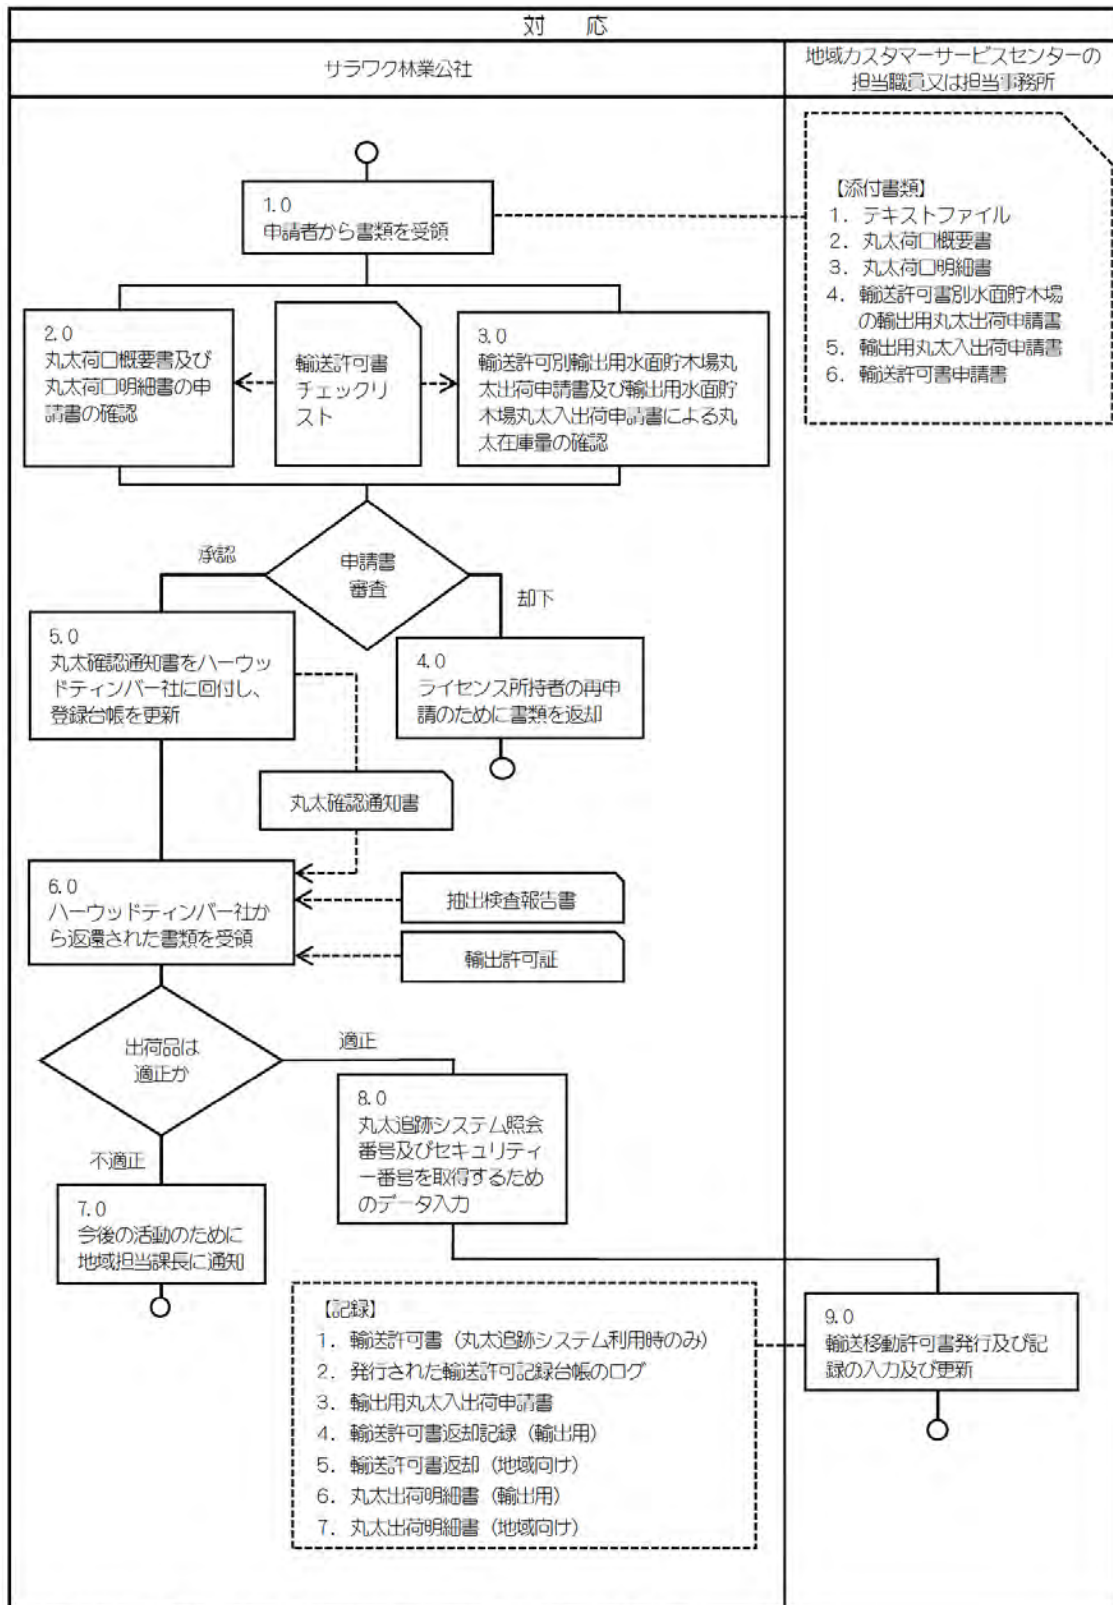 対　応
サラワク林業公社
地域カスタマーサービスセンターの
担当職員又は担当事務所
【添付書類】
1. テキストファイル
2. 丸太荷口概要書
3. 丸太荷口明細書
4. 輸送許可書別水面貯木場
の輸出用丸太出荷申請書
5. 輸出用丸太入出荷申請書
6. 輸送許可書申請書
1.0
申請者から書類を受領
2.0
丸太荷口概要書及び
丸太荷口明細書の申
請書の確認
輸送許可書
チェックリ
スト
3.0
輸送許可別輸出用水面貯木場丸
太出荷申請書及び輸出用水面貯
木場丸太入出荷申請書による丸
太在庫量の確認
申請書
審査
承認
却下
5.0
丸太確認通知書をハーウッ
ドティンバー社に回付し、
登録台帳を更新
4.0
ライセンス所持者の再申
請のために書類を返却
丸太確認通知書
6.0
ハーウッドティンバー社か
ら返還された書類を受領
抽出検査報告書
輸出許可証
出荷品は
適正か
適正
不適正
8.0
丸太追跡システム照会
番号及びセキュリティ
ー番号を取得するため
のデータ入力
7.0
今後の活動のために
地域担当課長に通知
【記録】
1. 輸送許可書（丸太追跡システム利用時のみ）
2. 発行された輸送許可記録台帳のログ
3. 輸出用丸太入出荷申請書
4. 輸送許可書返却記録（輸出用）
5. 輸送許可書返却（地域向け）
6. 丸太出荷明細書（輸出用）
7. 丸太出荷明細書（地域向け）
9.0
輸送移動許可書発行及び記
録の入力及び更新